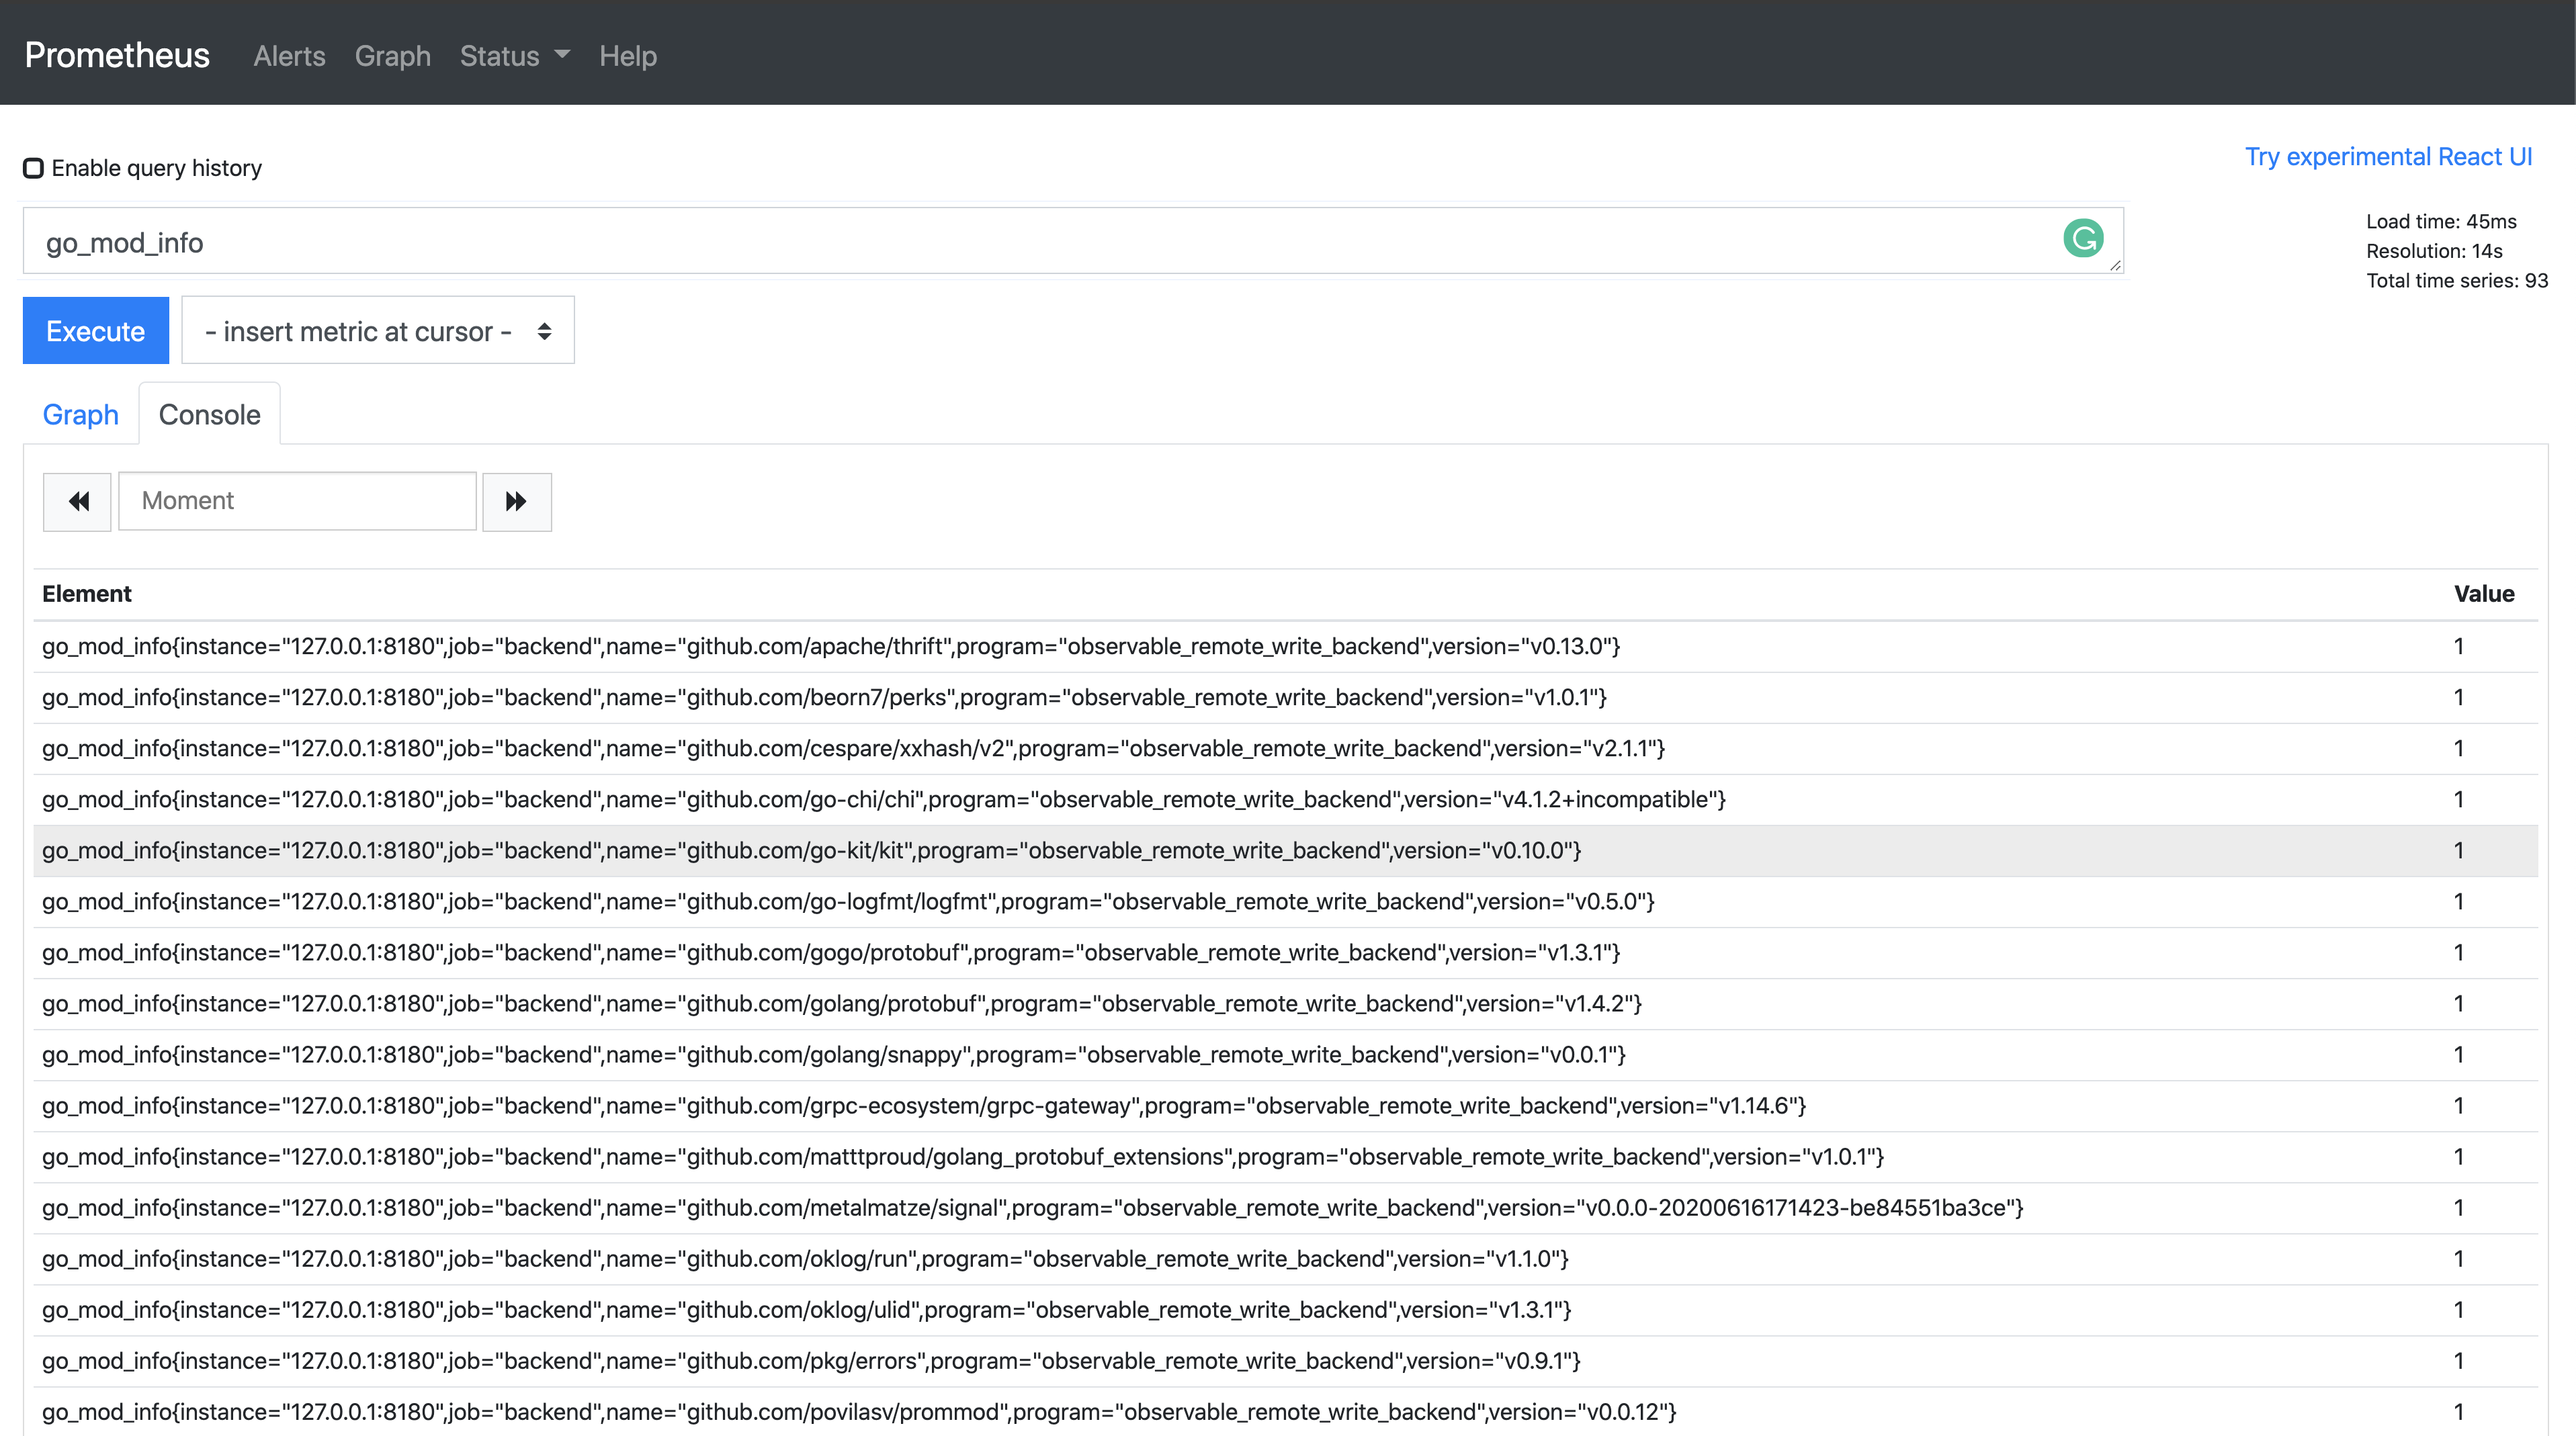 Prometheus Alerts Graph Status Help
Enable query history
Try experimental React UI
go_mod_info
Load time: 45ms
Resolution: 14s
Total time series: 93
Execute
- insert metric at cursor -
Graph Console
Moment
Element Value
go_mod_info{instance="127.0.0.1:8180",job="backend",name="github.com/apache/thrift",program="observable_remote_write_backend",version="v0.13.0"} 1
go_mod_info{instance="127.0.0.1:8180",job="backend",name="github.com/beorn7/perks",program="observable_remote_write_backend",version="v1.0.1"} 1
go_mod_info{instance="127.0.0.1:8180",job="backend",name="github.com/cespare/xxhash/v2",program="observable_remote_write_backend",version="v2.1.1"} 1
go_mod_info{instance="127.0.0.1:8180",job="backend",name="github.com/go-chi/chi",program="observable_remote_write_backend",version="v4.1.2+incompatible"} 1
go_mod_info{instance="127.0.0.1:8180",job="backend",name="github.com/go-kit/kit",program="observable_remote_write_backend",version="v0.10.0"} 1
go_mod_info{instance="127.0.0.1:8180",job="backend",name="github.com/go-logfmt/logfmt",program="observable_remote_write_backend",version="v0.5.0"} 1
go_mod_info{instance="127.0.0.1:8180",job="backend",name="github.com/gogo/protobuf",program="observable_remote_write_backend",version="v1.3.1"} 1
go_mod_info{instance="127.0.0.1:8180",job="backend",name="github.com/golang/protobuf",program="observable_remote_write_backend",version="v1.4.2"} 1
go_mod_info{instance="127.0.0.1:8180",job="backend",name="github.com/golang/snappy",program="observable_remote_write_backend",version="v0.0.1"} 1
go_mod_info{instance="127.0.0.1:8180",job="backend",name="github.com/grpc-ecosystem/grpc-gateway",program="observable_remote_write_backend",version="v1.14.6"} 1
go_mod_info{instance="127.0.0.1:8180",job="backend",name="github.com/matttproud/golang_protobuf_extensions",program="observable_remote_write_backend",version="v1.0.1"} 1
go_mod_info{instance="127.0.0.1:8180",job="backend",name="github.com/metalmatze/signal",program="observable_remote_write_backend",version="v0.0.0-20200616171423-be84551ba3ce"} 1
go_mod_info{instance="127.0.0.1:8180",job="backend",name="github.com/oklog/run",program="observable_remote_write_backend",version="v1.1.0"} 1
go_mod_info{instance="127.0.0.1:8180",job="backend",name="github.com/oklog/ulid",program="observable_remote_write_backend",version="v1.3.1"} 1
go_mod_info{instance="127.0.0.1:8180",job="backend",name="github.com/pkg/errors",program="observable_remote_write_backend",version="v0.9.1"} 1
go_mod_info{instance="127.0.0.1:8180",job="backend",name="github.com/povilasv/prommod",program="observable_remote_write_backend",version="v0.0.12"} 1